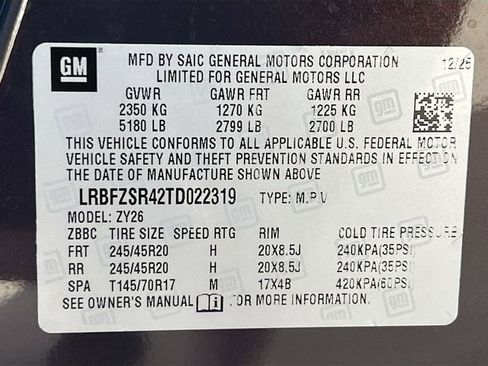 GM
MFD BY SAIC GENERAL MOTORS CORPORATION 12/25
LIMITED FOR GENERAL MOTORS LLC
GVWR GAWR FRT GAWR RR
2350 KG 1270 KG 1225 KG
5180 LB 2799 LB 2700 LB
THIS VEHICLE CONFORMS TO ALL APPLICABLE U.S. FEDERAL MOTOR
VEHICLE SAFETY AND THEFT PREVENTION STANDARDS IN EFFECT ON
THE DATE OF MANUFACTURE SHOWN ABOVE.
LRBFZSR42TD022319 TYPE: M.P.V
MODEL: ZY26
ZBBC TIRE SIZE SPEED RTG RIM COLD TIRE PRESSURE
FRT 245/45R20 H 20X8.5J 240KPA(35PSI)
RR 245/45R20 H 20X8.5J 240KPA(35PSI)
SPA T145/70R17 M 17X4B 420KPA(60PSI)
SEE OWNER'S MANUAL FOR MORE INFORMATION.